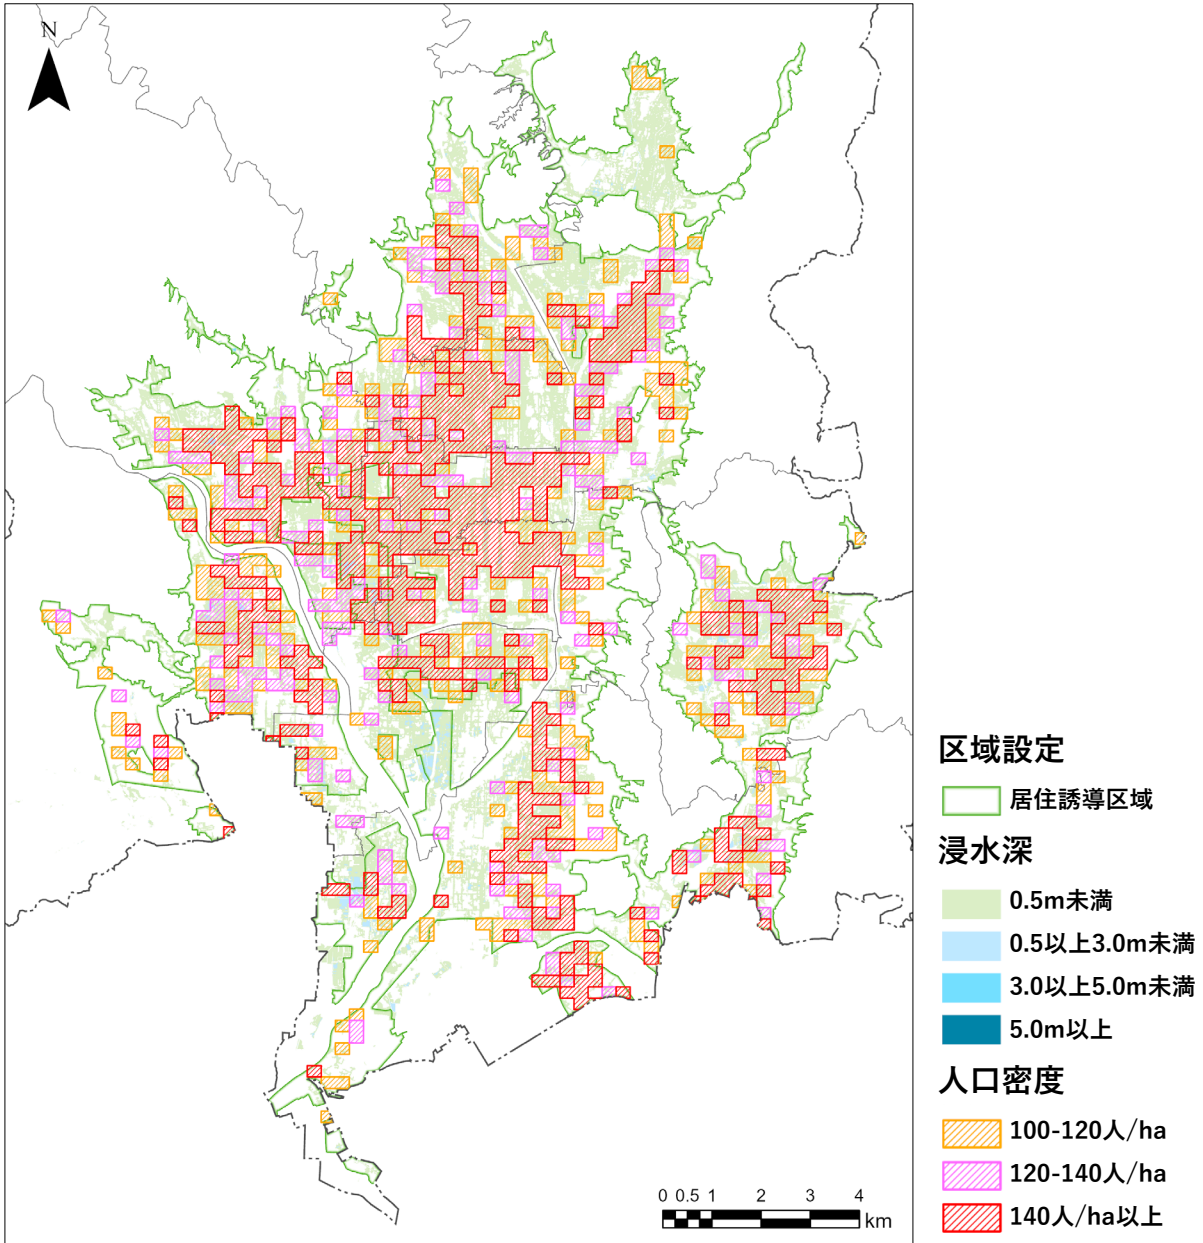 N
区域設定
居住誘導区域
浸水深
0.5m未満
0.5以上3.0m未満
3.0以上5.0m未満
5.0m以上
人口密度
100-120人/ha
120-140人/ha
140人/ha以上
0 0.5 1 2 3 4
km